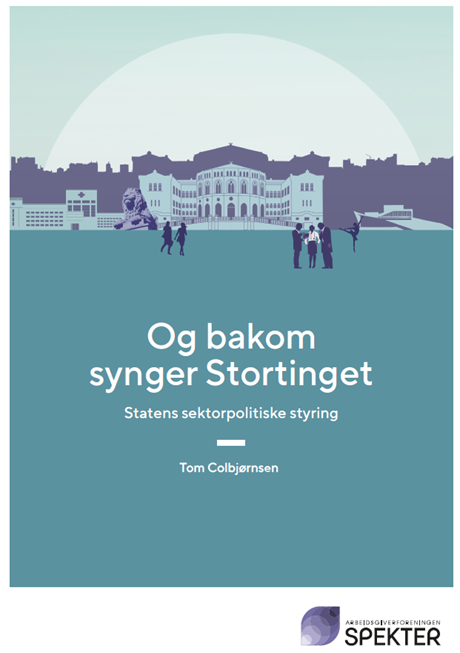 Og bakom
synger Stortinget
Statens sektorpolitiske styring
Tom Colbjørnsen
ARBEIDSGIVERFORENINGEN
SPEKTER